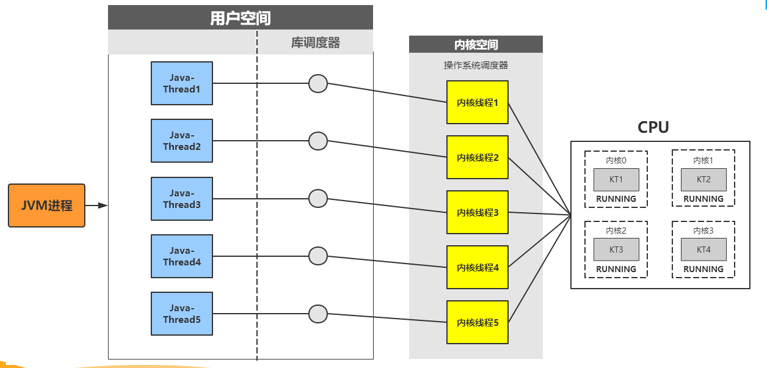 用户空间
库调度器
内核空间
操作系统调度器
JVM进程
Java-
Thread1
Java-
Thread2
Java-
Thread3
Java-
Thread4
Java-
Thread5
内核线程1
内核线程2
内核线程3
内核线程4
内核线程5
CPU
内核0
KT1
RUNNING
内核1
KT2
RUNNING
内核2
KT3
RUNNING
内核3
KT4
RUNNING